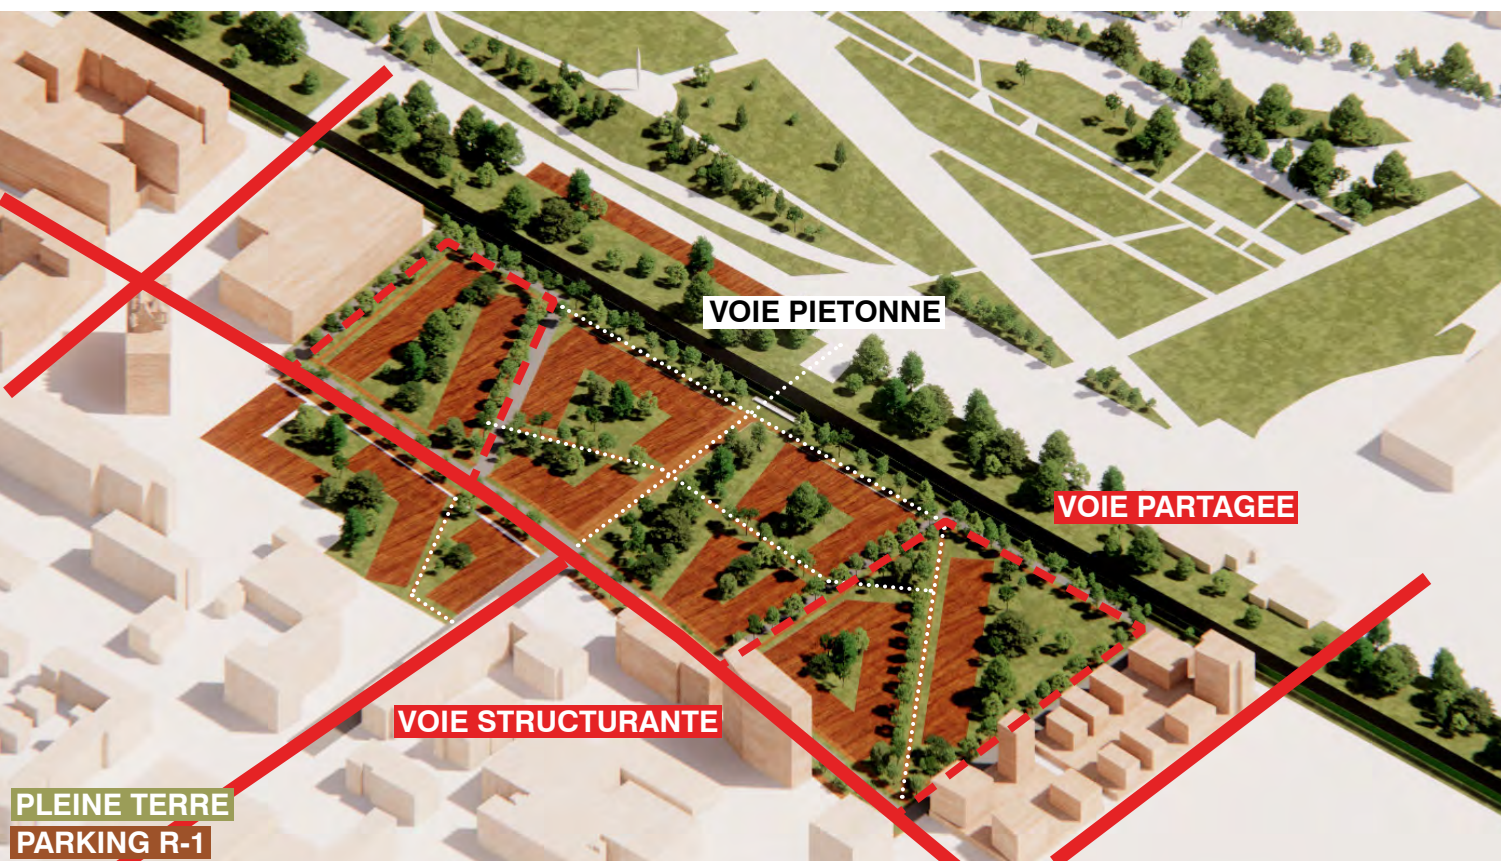 VOIE PIETONNE
VOIE PARTAGEE
VOIE STRUCTURANTE
PLEINE TERRE
PARKING R-1